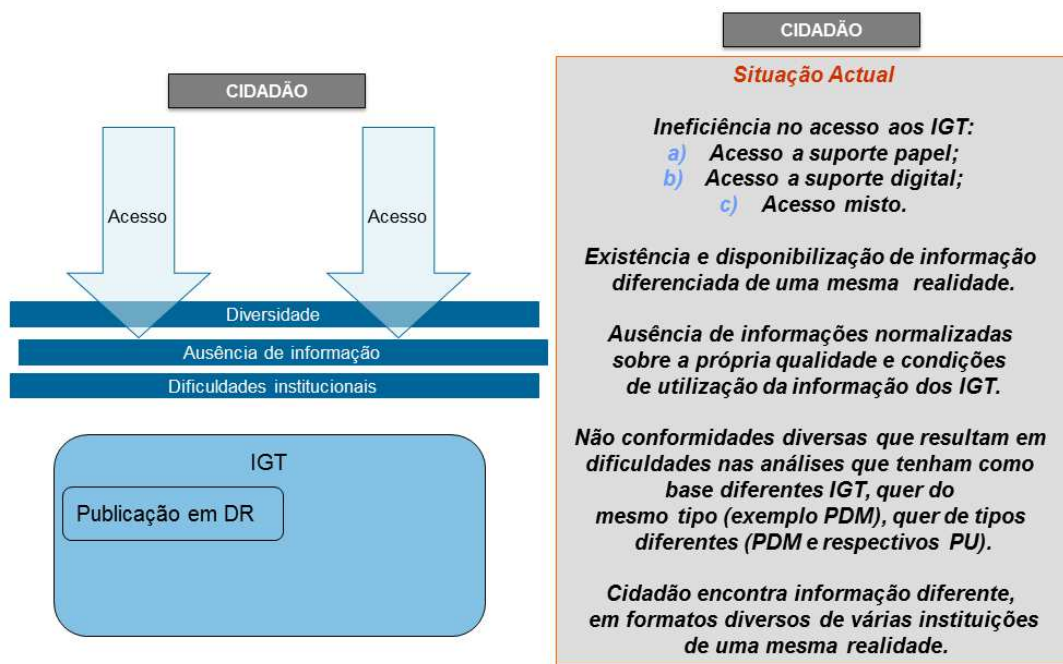 CIDADÃO
Acesso
Acesso
Diversidade
Ausência de informação
Dificuldades institucionais
IGT
Publicação em DR
CIDADÃO
Situação Actual
Ineficiência no acesso aos IGT:
a) Acesso a suporte papel;
b) Acesso a suporte digital;
c) Acesso misto.
Existência e disponibilização de informação
diferenciada de uma mesma realidade.
Ausência de informações normalizadas
sobre a própria qualidade e condições
de utilização da informação dos IGT.
Não conformidades diversas que resultam em
dificuldades nas análises que tenham como
base diferentes IGT, quer do
mesmo tipo (exemplo PDM), quer de tipos
diferentes (PDM e respectivos PU).
Cidadão encontra informação diferente,
em formatos diversos de várias instituições
de uma mesma realidade.